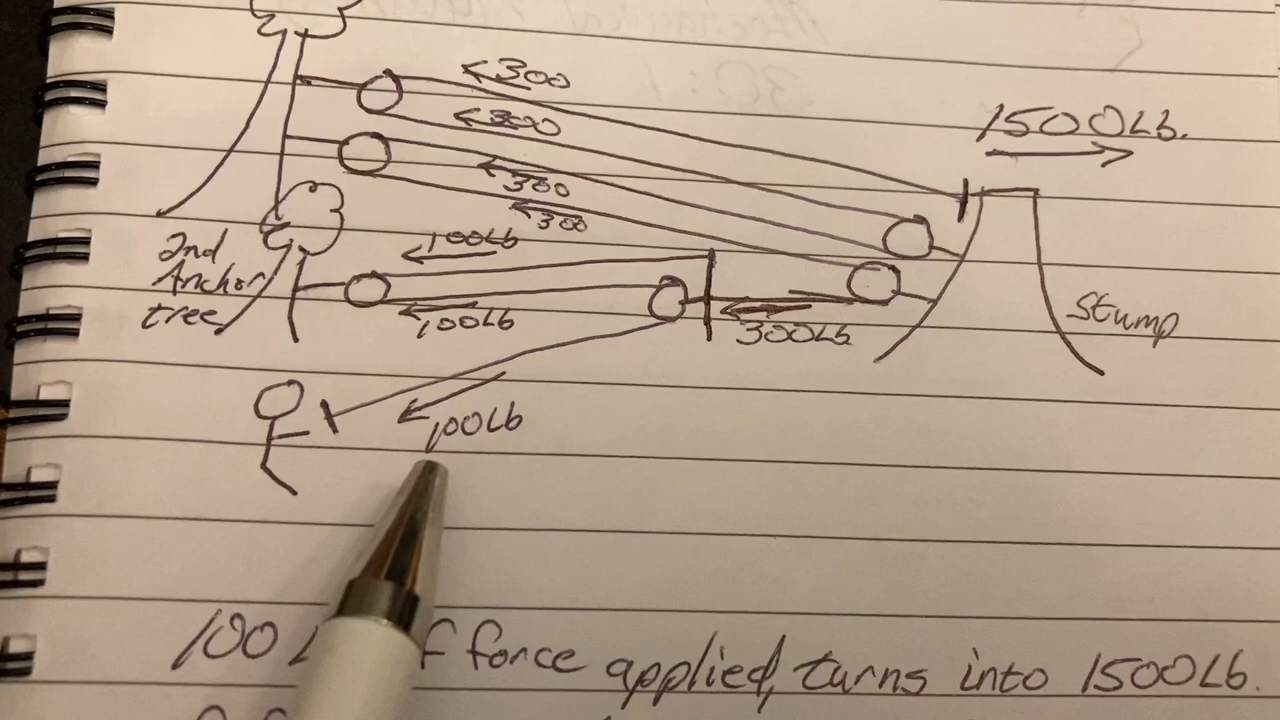 300
300
1500Lb.
300
300
2nd
Anchor
tree
100Lb
100Lb
300Lb
Stump
100Lb
100 L f force applied, turns into 1500Lb.